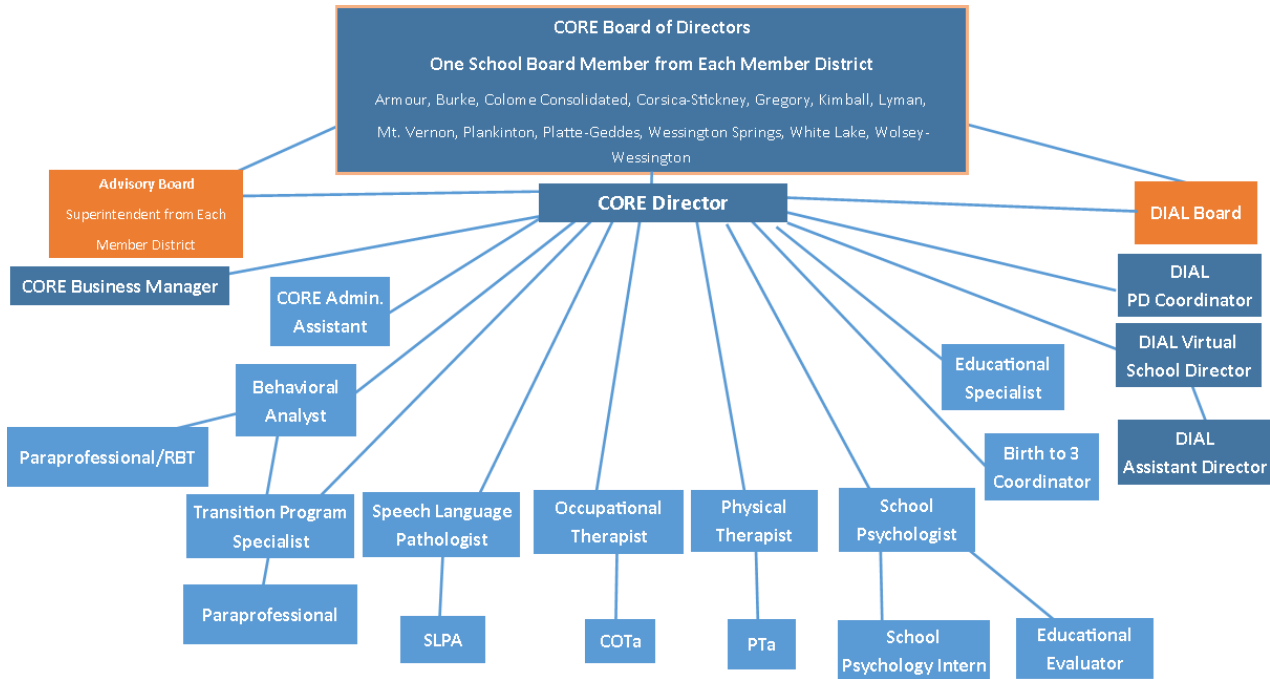 CORE Board of Directors
One School Board Member from Each Member District
Armour, Burke, Colome Consolidated, Corsica-Stickney, Gregory, Kimball, Lyman,
Mt. Vernon, Plankinton, Platte-Geddes, Wessington Springs, White Lake, Wolsey-
Wessington
Advisory Board
Superintendent from Each
Member District
CORE Director
DIAL Board
CORE Business Manager
CORE Admin.
Assistant
DIAL
PD Coordinator
DIAL Virtual
School Director
Educational
Specialist
Behavioral
Analyst
Paraprofessional/RBT
DIAL
Assistant Director
Birth to 3
Coordinator
Transition Program
Specialist
Speech Language
Pathologist
Occupational
Therapist
Physical
Therapist
School
Psychologist
Paraprofessional
SLPA
COTa
PTa
School
Psychology Intern
Educational
Evaluator